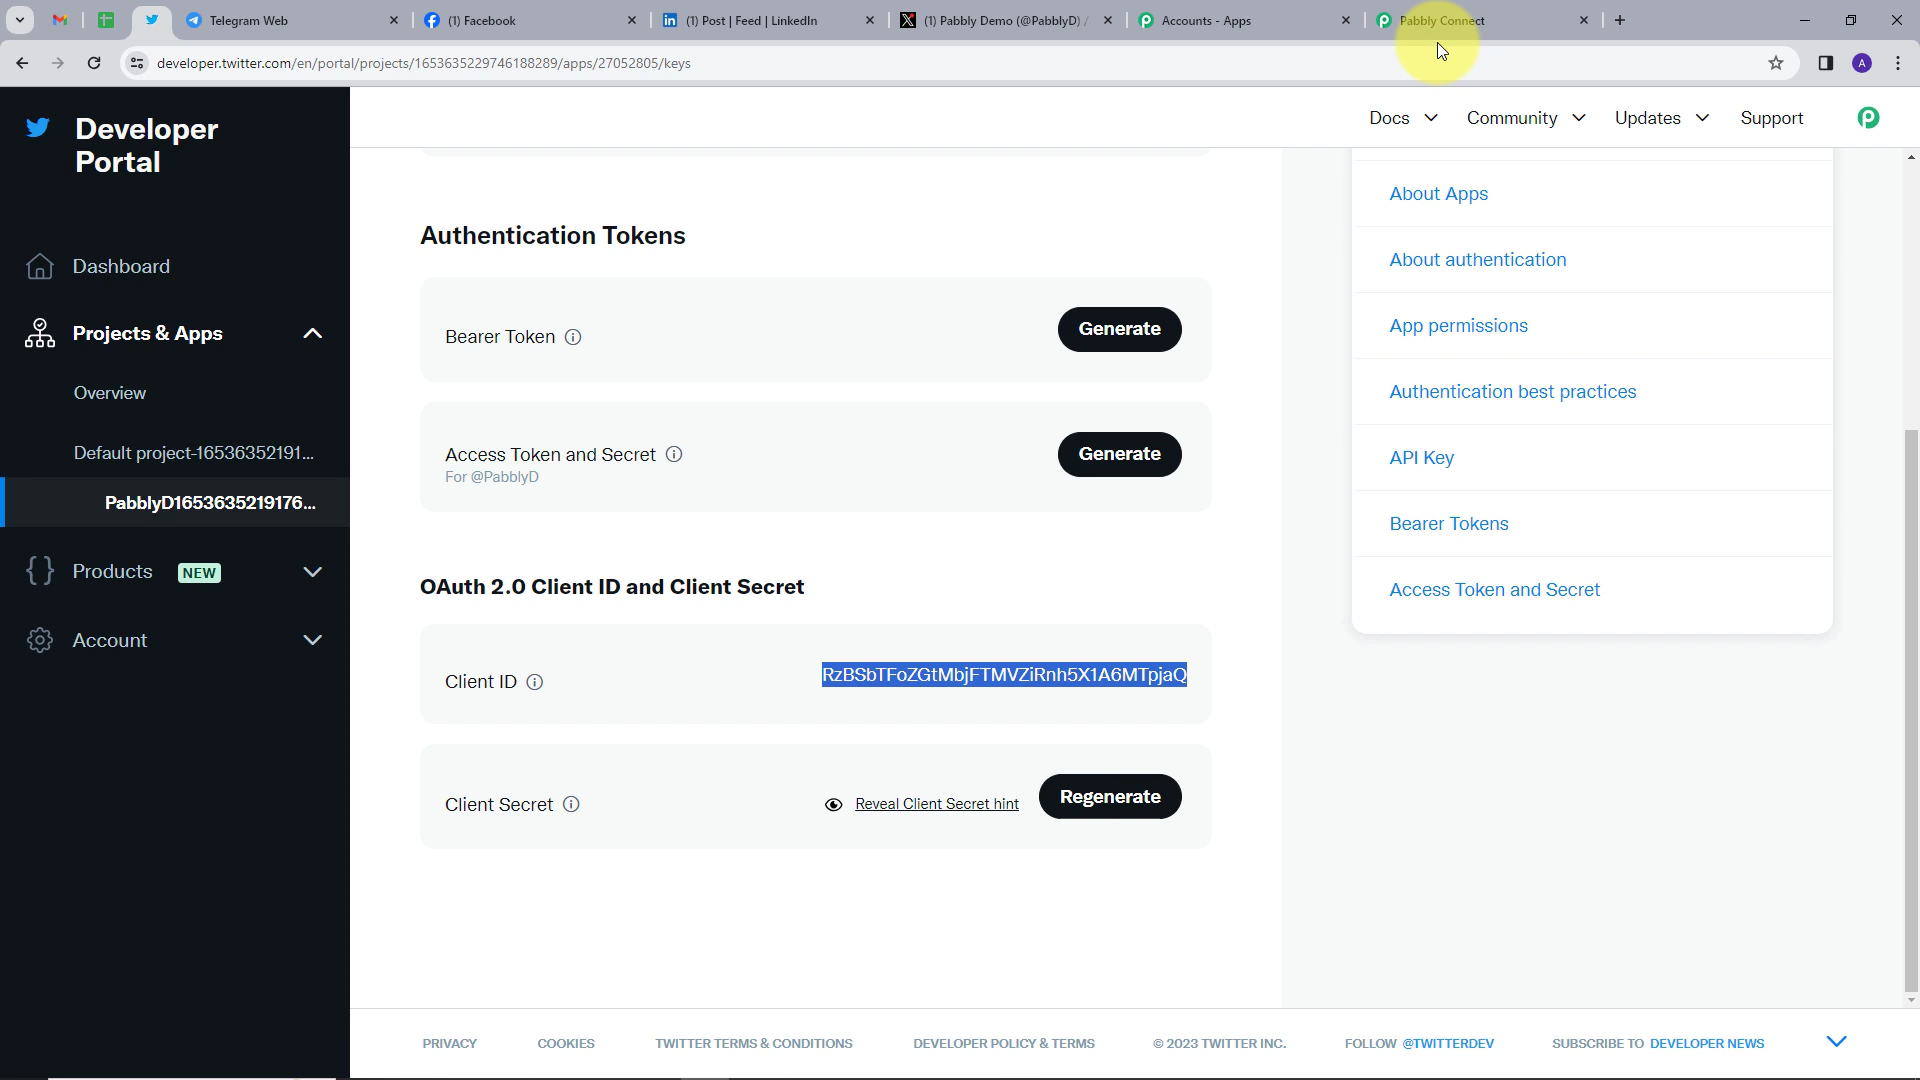 Telegram Web
(1) Facebook
(1) Post | Feed | LinkedIn
(1) Pabbly Demo (@PabblyD) /
Accounts - Apps
Pabbly Connect
developer.twitter.com/en/portal/projects/1653635229746188289/apps/27052805/keys
A
Developer
Portal
Docs
Community
Updates
Support
Dashboard
Projects & Apps
Overview
Default project-16536352191...
PabblyD1653635219176...
Products NEW
Account
Authentication Tokens
Bearer Token
Generate
Access Token and Secret
For @PabblyD
Generate
OAuth 2.0 Client ID and Client Secret
Client ID
RzBSbTFoZGtMbjFTMVZiRnh5X1A6MTpjaQ
Client Secret
Reveal Client Secret hint
Regenerate
About Apps
About authentication
App permissions
Authentication best practices
API Key
Bearer Tokens
Access Token and Secret
PRIVACY
COOKIES
TWITTER TERMS & CONDITIONS
DEVELOPER POLICY & TERMS
© 2023 TWITTER INC.
FOLLOW @TWITTERDEV
SUBSCRIBE TO DEVELOPER NEWS